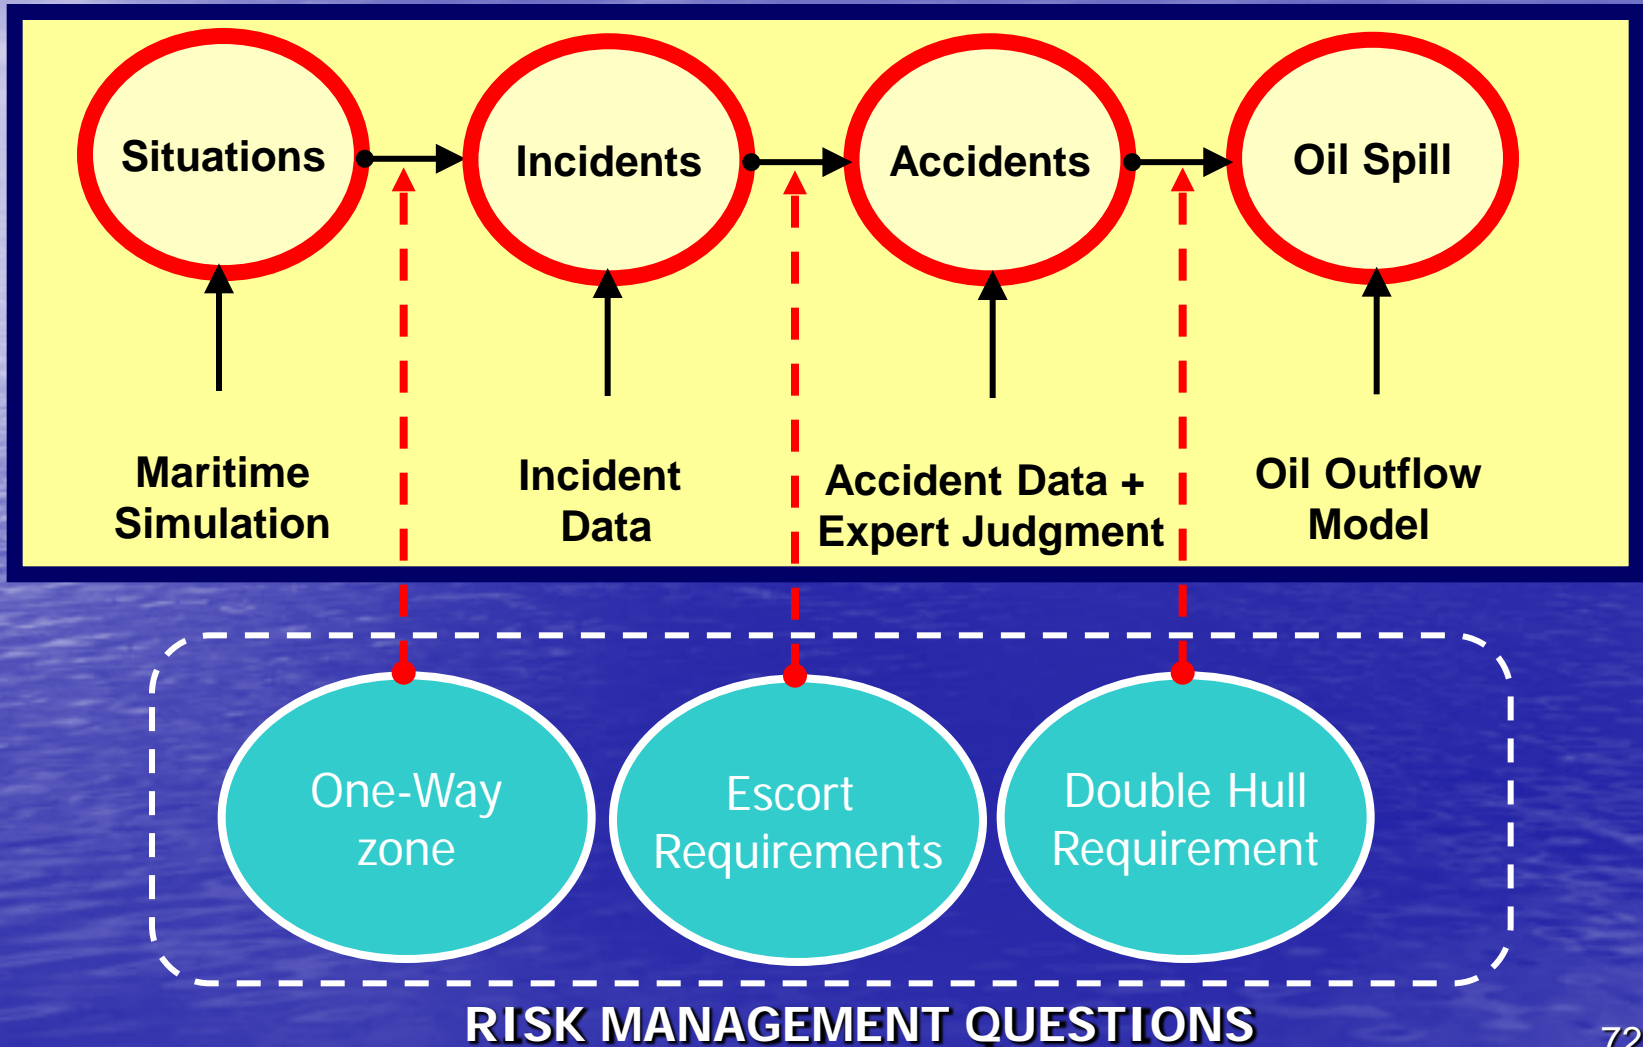 Situations
Incidents
Accidents
Oil Spill
Maritime
Simulation
Incident
Data
Accident Data +
Expert Judgment
Oil Outflow
Model
One-Way
zone
Escort
Requirements
Double Hull
Requirement
RISK MANAGEMENT QUESTIONS
72